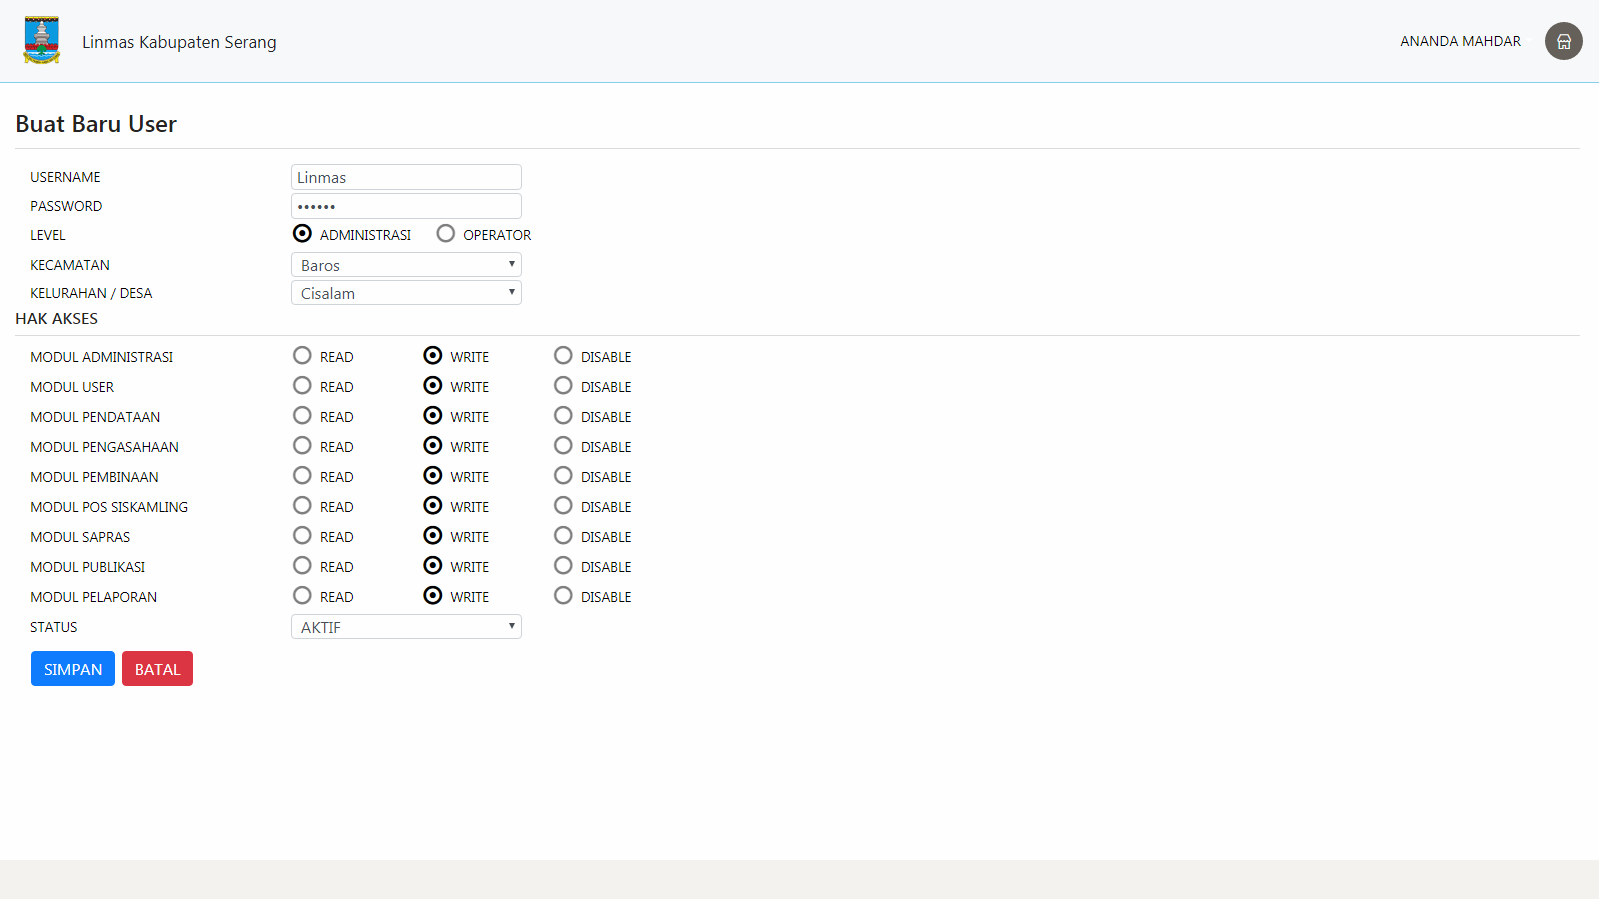 Linmas Kabupaten Serang
ANANDA MAHDAR
Buat Baru User
USERNAME Linmas
PASSWORD ••••••
LEVEL ADMINISTRASI OPERATOR
KECAMATAN Baros
KELURAHAN / DESA Cisalam
HAK AKSES
MODUL ADMINISTRASI READ WRITE DISABLE
MODUL USER READ WRITE DISABLE
MODUL PENDATAAN READ WRITE DISABLE
MODUL PENGASAHAAN READ WRITE DISABLE
MODUL PEMBINAAN READ WRITE DISABLE
MODUL POS SISKAMLING READ WRITE DISABLE
MODUL SAPRAS READ WRITE DISABLE
MODUL PUBLIKASI READ WRITE DISABLE
MODUL PELAPORAN READ WRITE DISABLE
STATUS AKTIF
SIMPAN BATAL